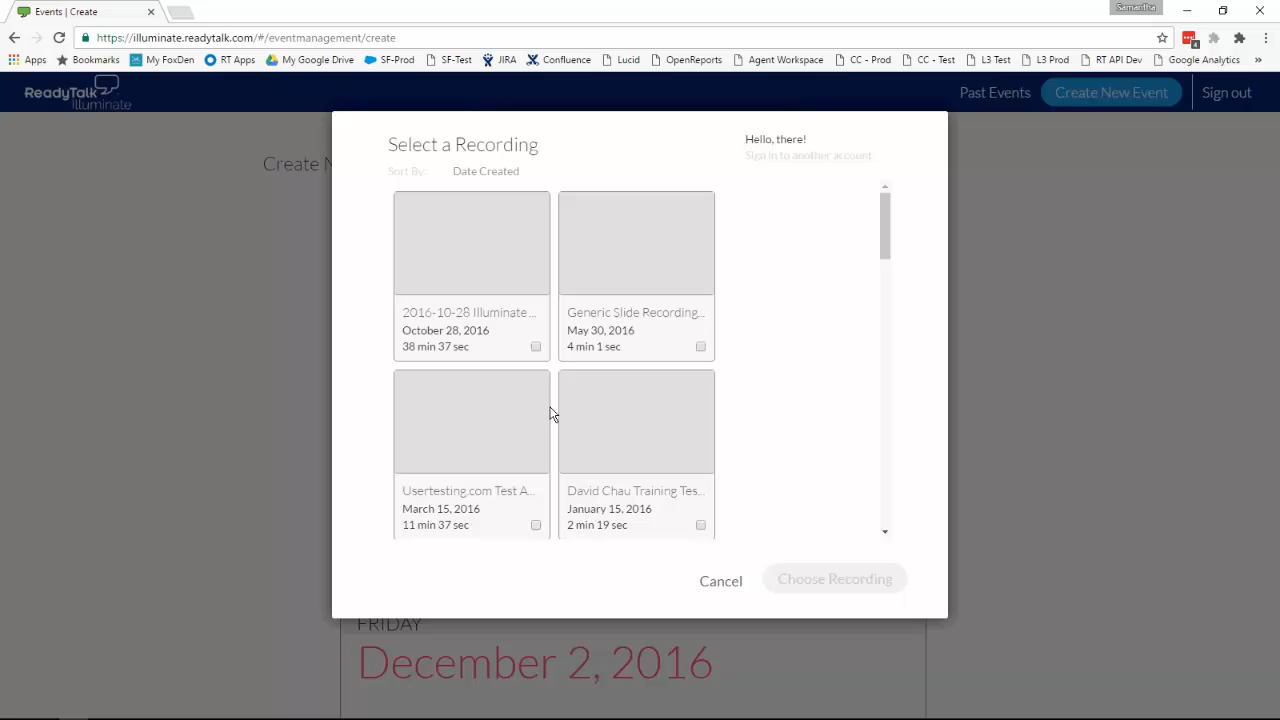 Events | Create
Samantha
https://illuminate.readytalk.com/#/eventmanagement/create
4
Apps Bookmarks My FoxDen RT Apps My Google Drive SF-Prod SF-Test JIRA Confluence Lucid OpenReports Agent Workspace CC - Prod CC - Test L3 Test L3 Prod RT API Dev Google Analytics »
ReadyTalk
Illuminate
Past Events Create New Event Sign out
Create N
Select a Recording
Hello, there!
Sign in to another account
Sort By: Date Created
2016-10-28 Illuminate ...
October 28, 2016
38 min 37 sec
Generic Slide Recording...
May 30, 2016
4 min 1 sec
Usertesting.com Test A...
March 15, 2016
11 min 37 sec
David Chau Training Tes...
January 15, 2016
2 min 19 sec
Cancel Choose Recording
FRIDAY
December 2, 2016